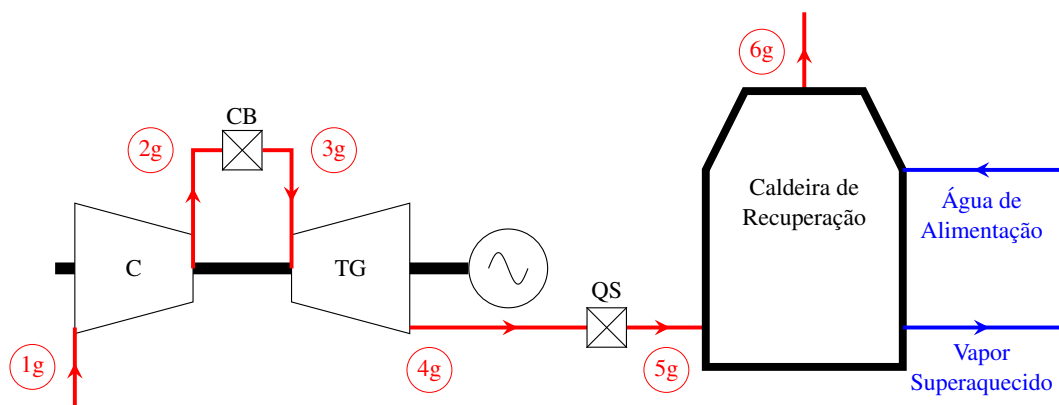 6g
CB
2g
3g
Caldeira de
Recuperação
Água de
Alimentação
C
TG
QS
1g
4g
5g
Vapor
Superaquecido